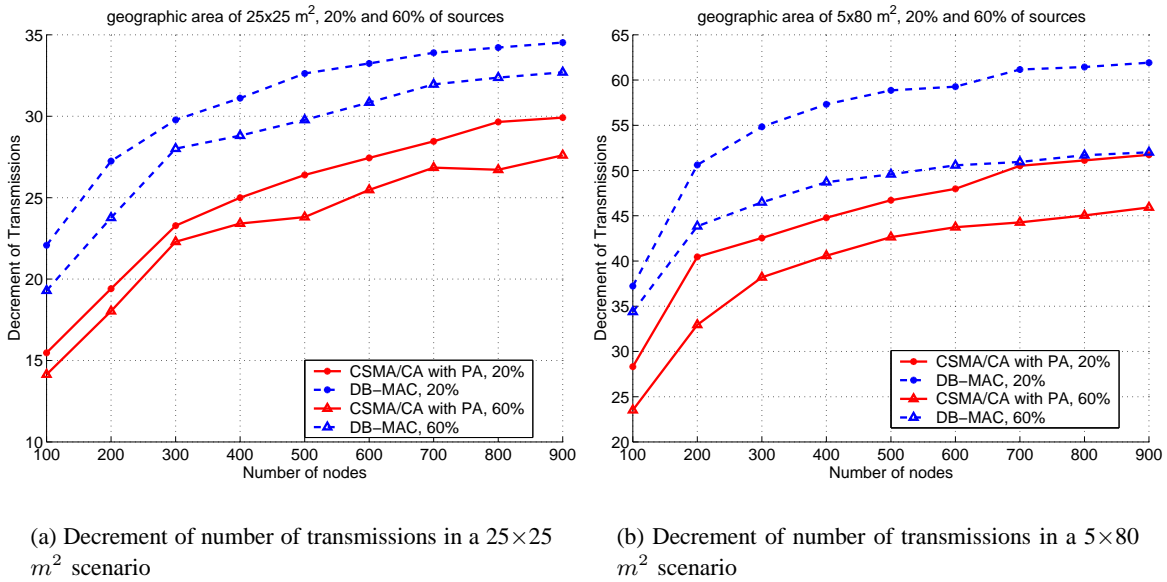 geographic area of 25x25 m², 20% and 60% of sources
35
30
25
20
15
10
Decrement of Transmissions
100 200 300 400 500 600 700 800 900
Number of nodes
CSMA/CA with PA, 20%
DB−MAC, 20%
CSMA/CA with PA, 60%
DB−MAC, 60%
(a) Decrement of number of transmissions in a 25×25
m² scenario
geographic area of 5x80 m², 20% and 60% of sources
65
60
55
50
45
40
35
30
25
20
Decrement of Transmissions
100 200 300 400 500 600 700 800 900
Number of nodes
CSMA/CA with PA, 20%
DB−MAC, 20%
CSMA/CA with PA, 60%
DB−MAC, 60%
(b) Decrement of number of transmissions in a 5×80
m² scenario